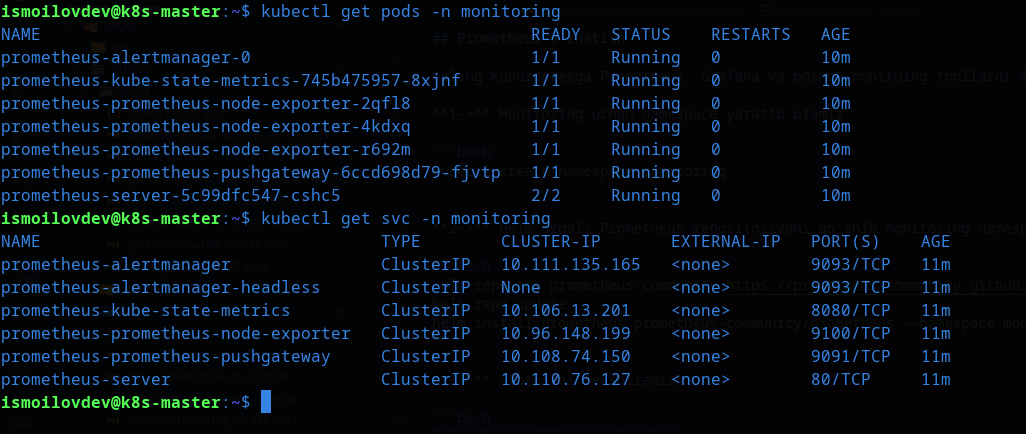 ismoilovdev@k8s-master:~$ kubectl get pods -n monitoring
NAME READY STATUS RESTARTS AGE
prometheus-alertmanager-0 1/1 Running 0 10m
prometheus-kube-state-metrics-745b475957-8xjnf 1/1 Running 0 10m
prometheus-prometheus-node-exporter-2qfl8 1/1 Running 0 10m
prometheus-prometheus-node-exporter-4kdxq 1/1 Running 0 10m
prometheus-prometheus-node-exporter-r692m 1/1 Running 0 10m
prometheus-prometheus-pushgateway-6ccd698d79-fjvtp 1/1 Running 0 10m
prometheus-server-5c99dfc547-cshc5 2/2 Running 0 10m
ismoilovdev@k8s-master:~$ kubectl get svc -n monitoring
NAME TYPE CLUSTER-IP EXTERNAL-IP PORT(S) AGE
prometheus-alertmanager ClusterIP 10.111.135.165 <none> 9093/TCP 11m
prometheus-alertmanager-headless ClusterIP None <none> 9093/TCP 11m
prometheus-kube-state-metrics ClusterIP 10.106.13.201 <none> 8080/TCP 11m
prometheus-prometheus-node-exporter ClusterIP 10.96.148.199 <none> 9100/TCP 11m
prometheus-prometheus-pushgateway ClusterIP 10.108.74.150 <none> 9091/TCP 11m
prometheus-server ClusterIP 10.110.76.127 <none> 80/TCP 11m
ismoilovdev@k8s-master:~$